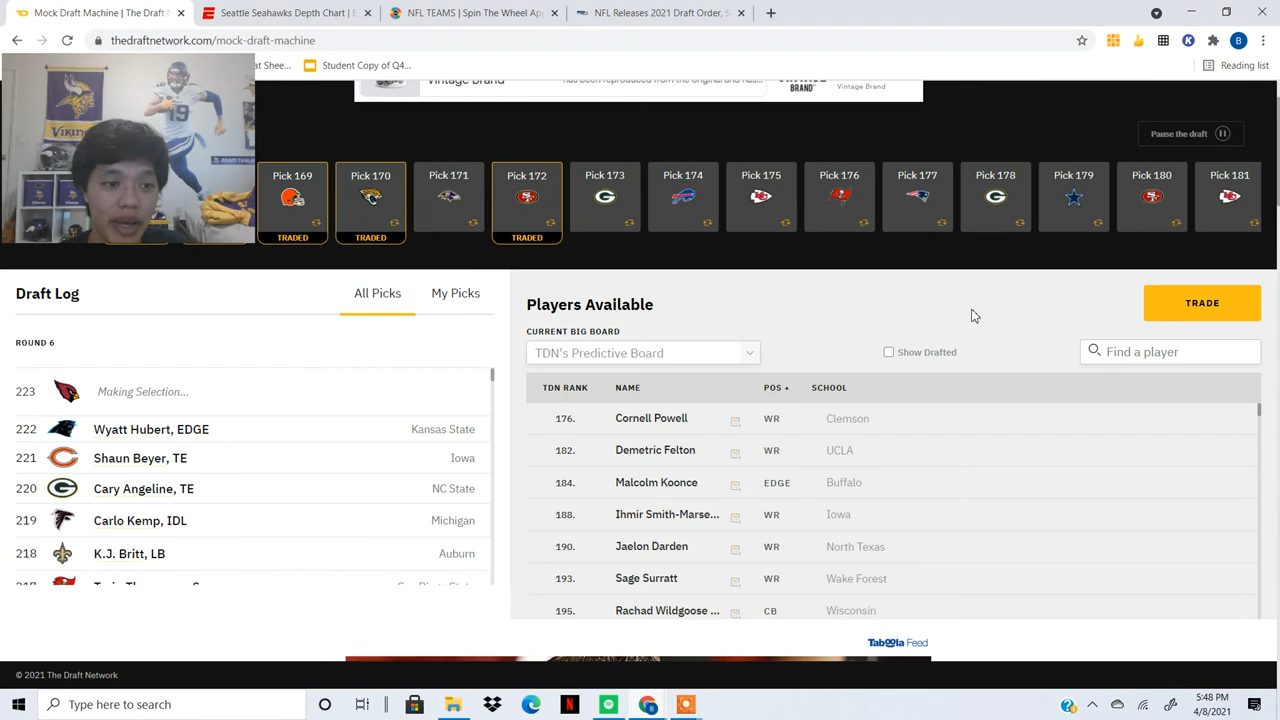 Mock Draft Machine | The Draft N
Seattle Seahawks Depth Chart | E
NFL TEAMS | Spin The Wheel App
NFL Releases 2021 Draft Order, S
thedraftnetwork.com/mock-draft-machine
B
at Shee...
Student Copy of Q4...
Reading list
VINTAGE BRAND™
Vintage Brand
Pause the draft
Pick 169
Pick 170
Pick 171
Pick 172
Pick 173
Pick 174
Pick 175
Pick 176
Pick 177
Pick 178
Pick 179
Pick 180
Pick 181
TRADED
TRADED
TRADED
Draft Log
All Picks
My Picks
ROUND 6
223 Making Selection...
222 Wyatt Hubert, EDGE Kansas State
221 Shaun Beyer, TE Iowa
220 Cary Angeline, TE NC State
219 Carlo Kemp, IDL Michigan
218 K.J. Britt, LB Auburn
Players Available
TRADE
CURRENT BIG BOARD
TDN's Predictive Board
Show Drafted
Find a player
TDN RANK NAME POS + SCHOOL
176. Cornell Powell WR Clemson
182. Demetric Felton WR UCLA
184. Malcolm Koonce EDGE Buffalo
188. Ihmir Smith-Marse... WR Iowa
190. Jaelon Darden WR North Texas
193. Sage Surratt WR Wake Forest
195. Rachad Wildgoose ... CB Wisconsin
Taboola Feed
© 2021 The Draft Network
Type here to search
5:48 PM
4/8/2021